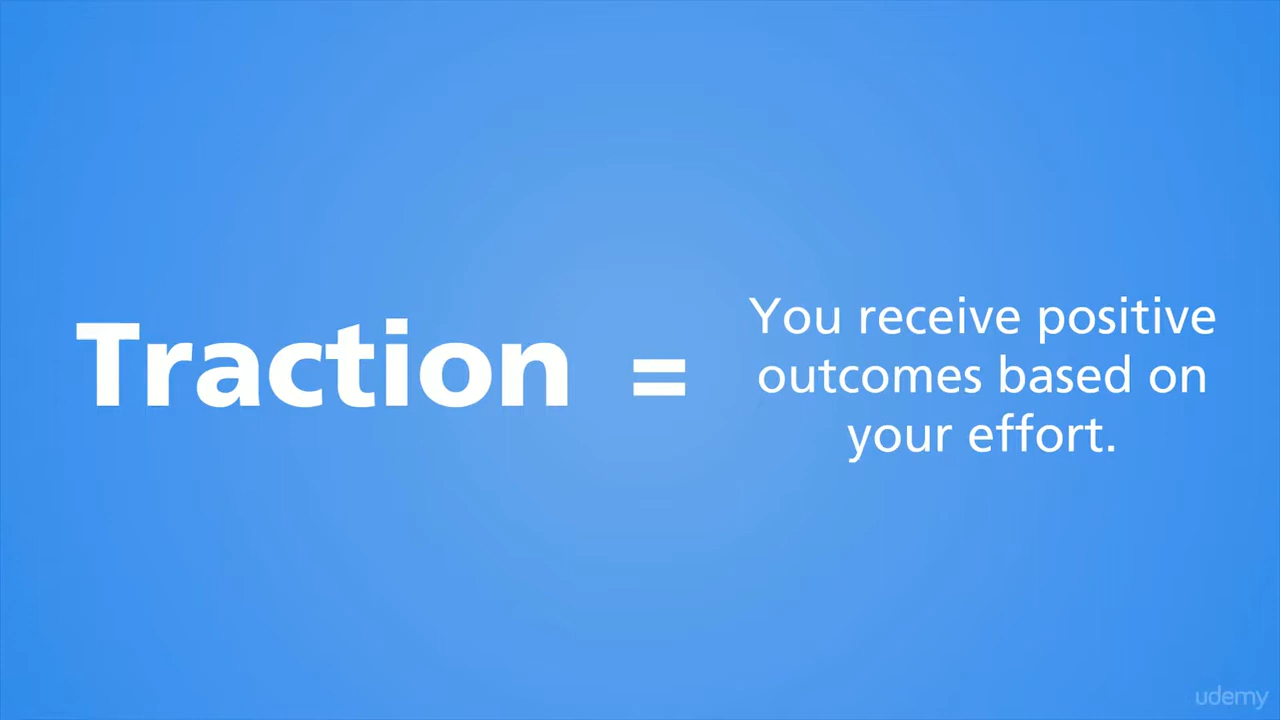 Traction =
You receive positive
outcomes based on
your effort.
udemy